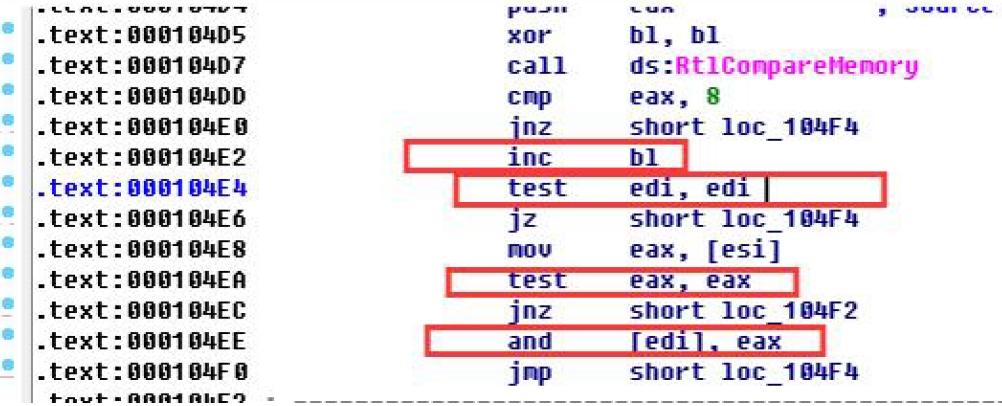 .text:000104D4 push eax ; Source
.text:000104D5 xor bl, bl
.text:000104D7 call ds:RtlCompareMemory
.text:000104DD cmp eax, 8
.text:000104E0 jnz short loc_104F4
.text:000104E2 inc bl
.text:000104E4 test edi, edi
.text:000104E6 jz short loc_104F4
.text:000104E8 mov eax, [esi]
.text:000104EA test eax, eax
.text:000104EC jnz short loc_104F2
.text:000104EE and [edi], eax
.text:000104F0 jmp short loc_104F4
.text:000104F2 ; ----------------------------------------